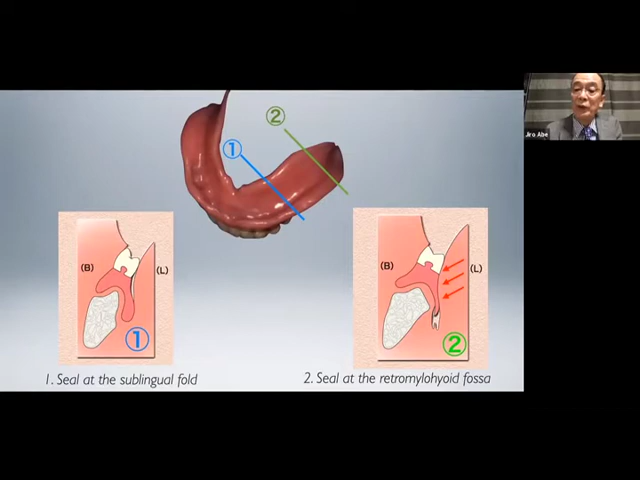 ②
①
(B)
(L)
①
(B)
(L)
②
1. Seal at the sublingual fold
2. Seal at the retromylohyoid fossa
Jiro Abe